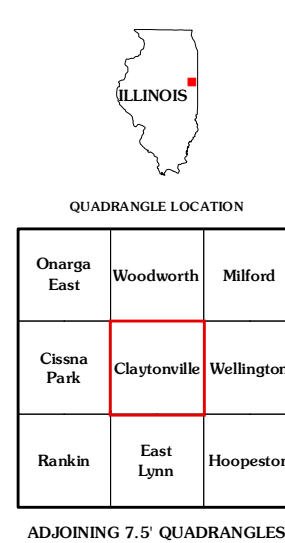 ILLINOIS
QUADRANGLE LOCATION
Onarga
East
Woodworth
Milford
Cissna
Park
Claytonville
Wellington
Rankin
East
Lynn
Hoopeston
ADJOINING 7.5' QUADRANGLES